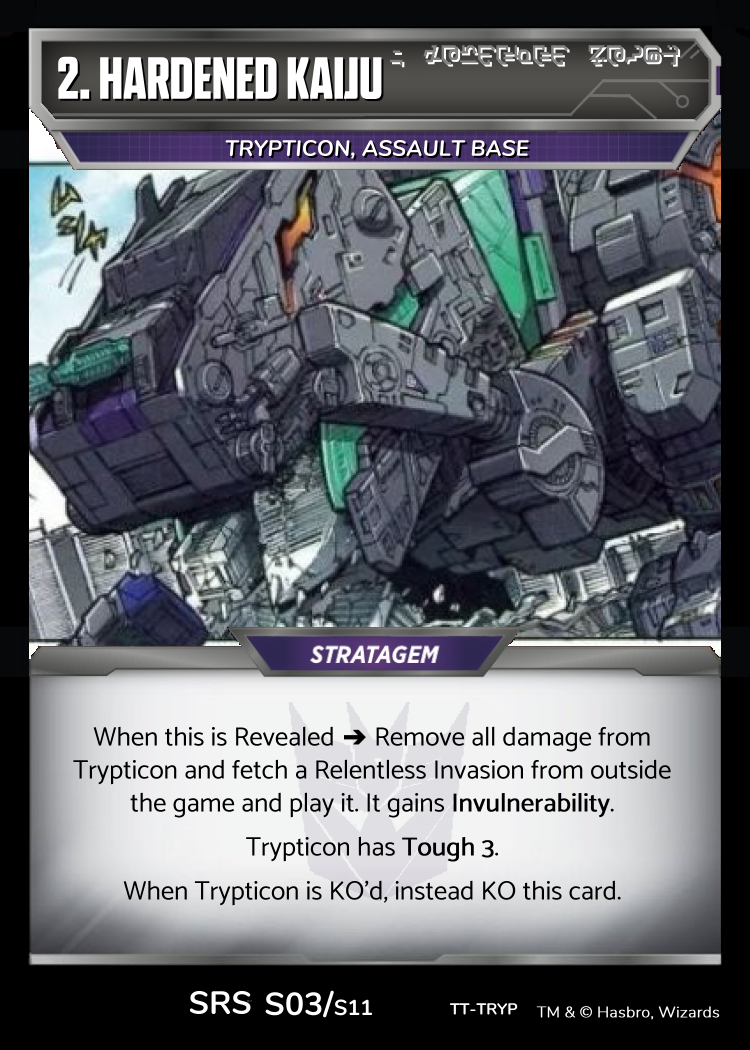 2. HARDENED KAIJU
TRYPTICON, ASSAULT BASE
STRATAGEM
When this is Revealed ➔ Remove all damage from
Trypticon and fetch a Relentless Invasion from outside
the game and play it. It gains Invulnerability.
Trypticon has Tough 3.
When Trypticon is KO’d, instead KO this card.
SRS S03/S11 TT-TRYP TM & © Hasbro, Wizards